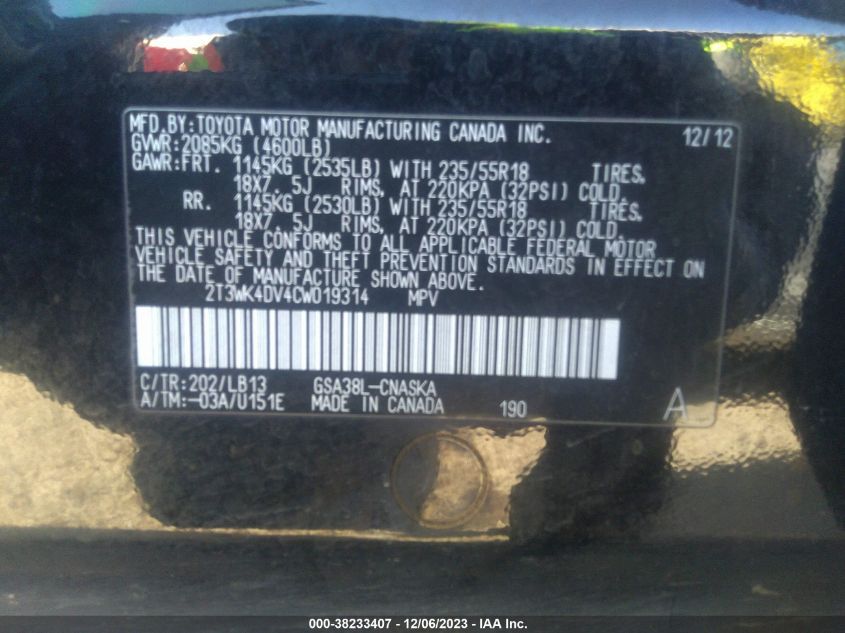 MFD.BY:TOYOTA MOTOR MANUFACTURING CANADA INC. 12/12
GVWR:2085KG (4600LB)
GAWR:FRT. 1145KG (2535LB) WITH 235/55R18 TIRES,
18X7.5J RIMS, AT 220KPA (32PSI) COLD.
RR. 1145KG (2530LB) WITH 235/55R18 TIRES,
18X7.5J RIMS, AT 220KPA (32PSI) COLD.
THIS VEHICLE CONFORMS TO ALL APPLICABLE FEDERAL MOTOR
VEHICLE SAFETY AND THEFT PREVENTION STANDARDS IN EFFECT ON
THE DATE OF MANUFACTURE SHOWN ABOVE.
2T3WK4DV4CW019314 MPV
C/TR:202/LB13 GSA38L-CNASKA
A/TM:-03A/U151E MADE IN CANADA 190 A
000-38233407 - 12/06/2023 - IAA Inc.